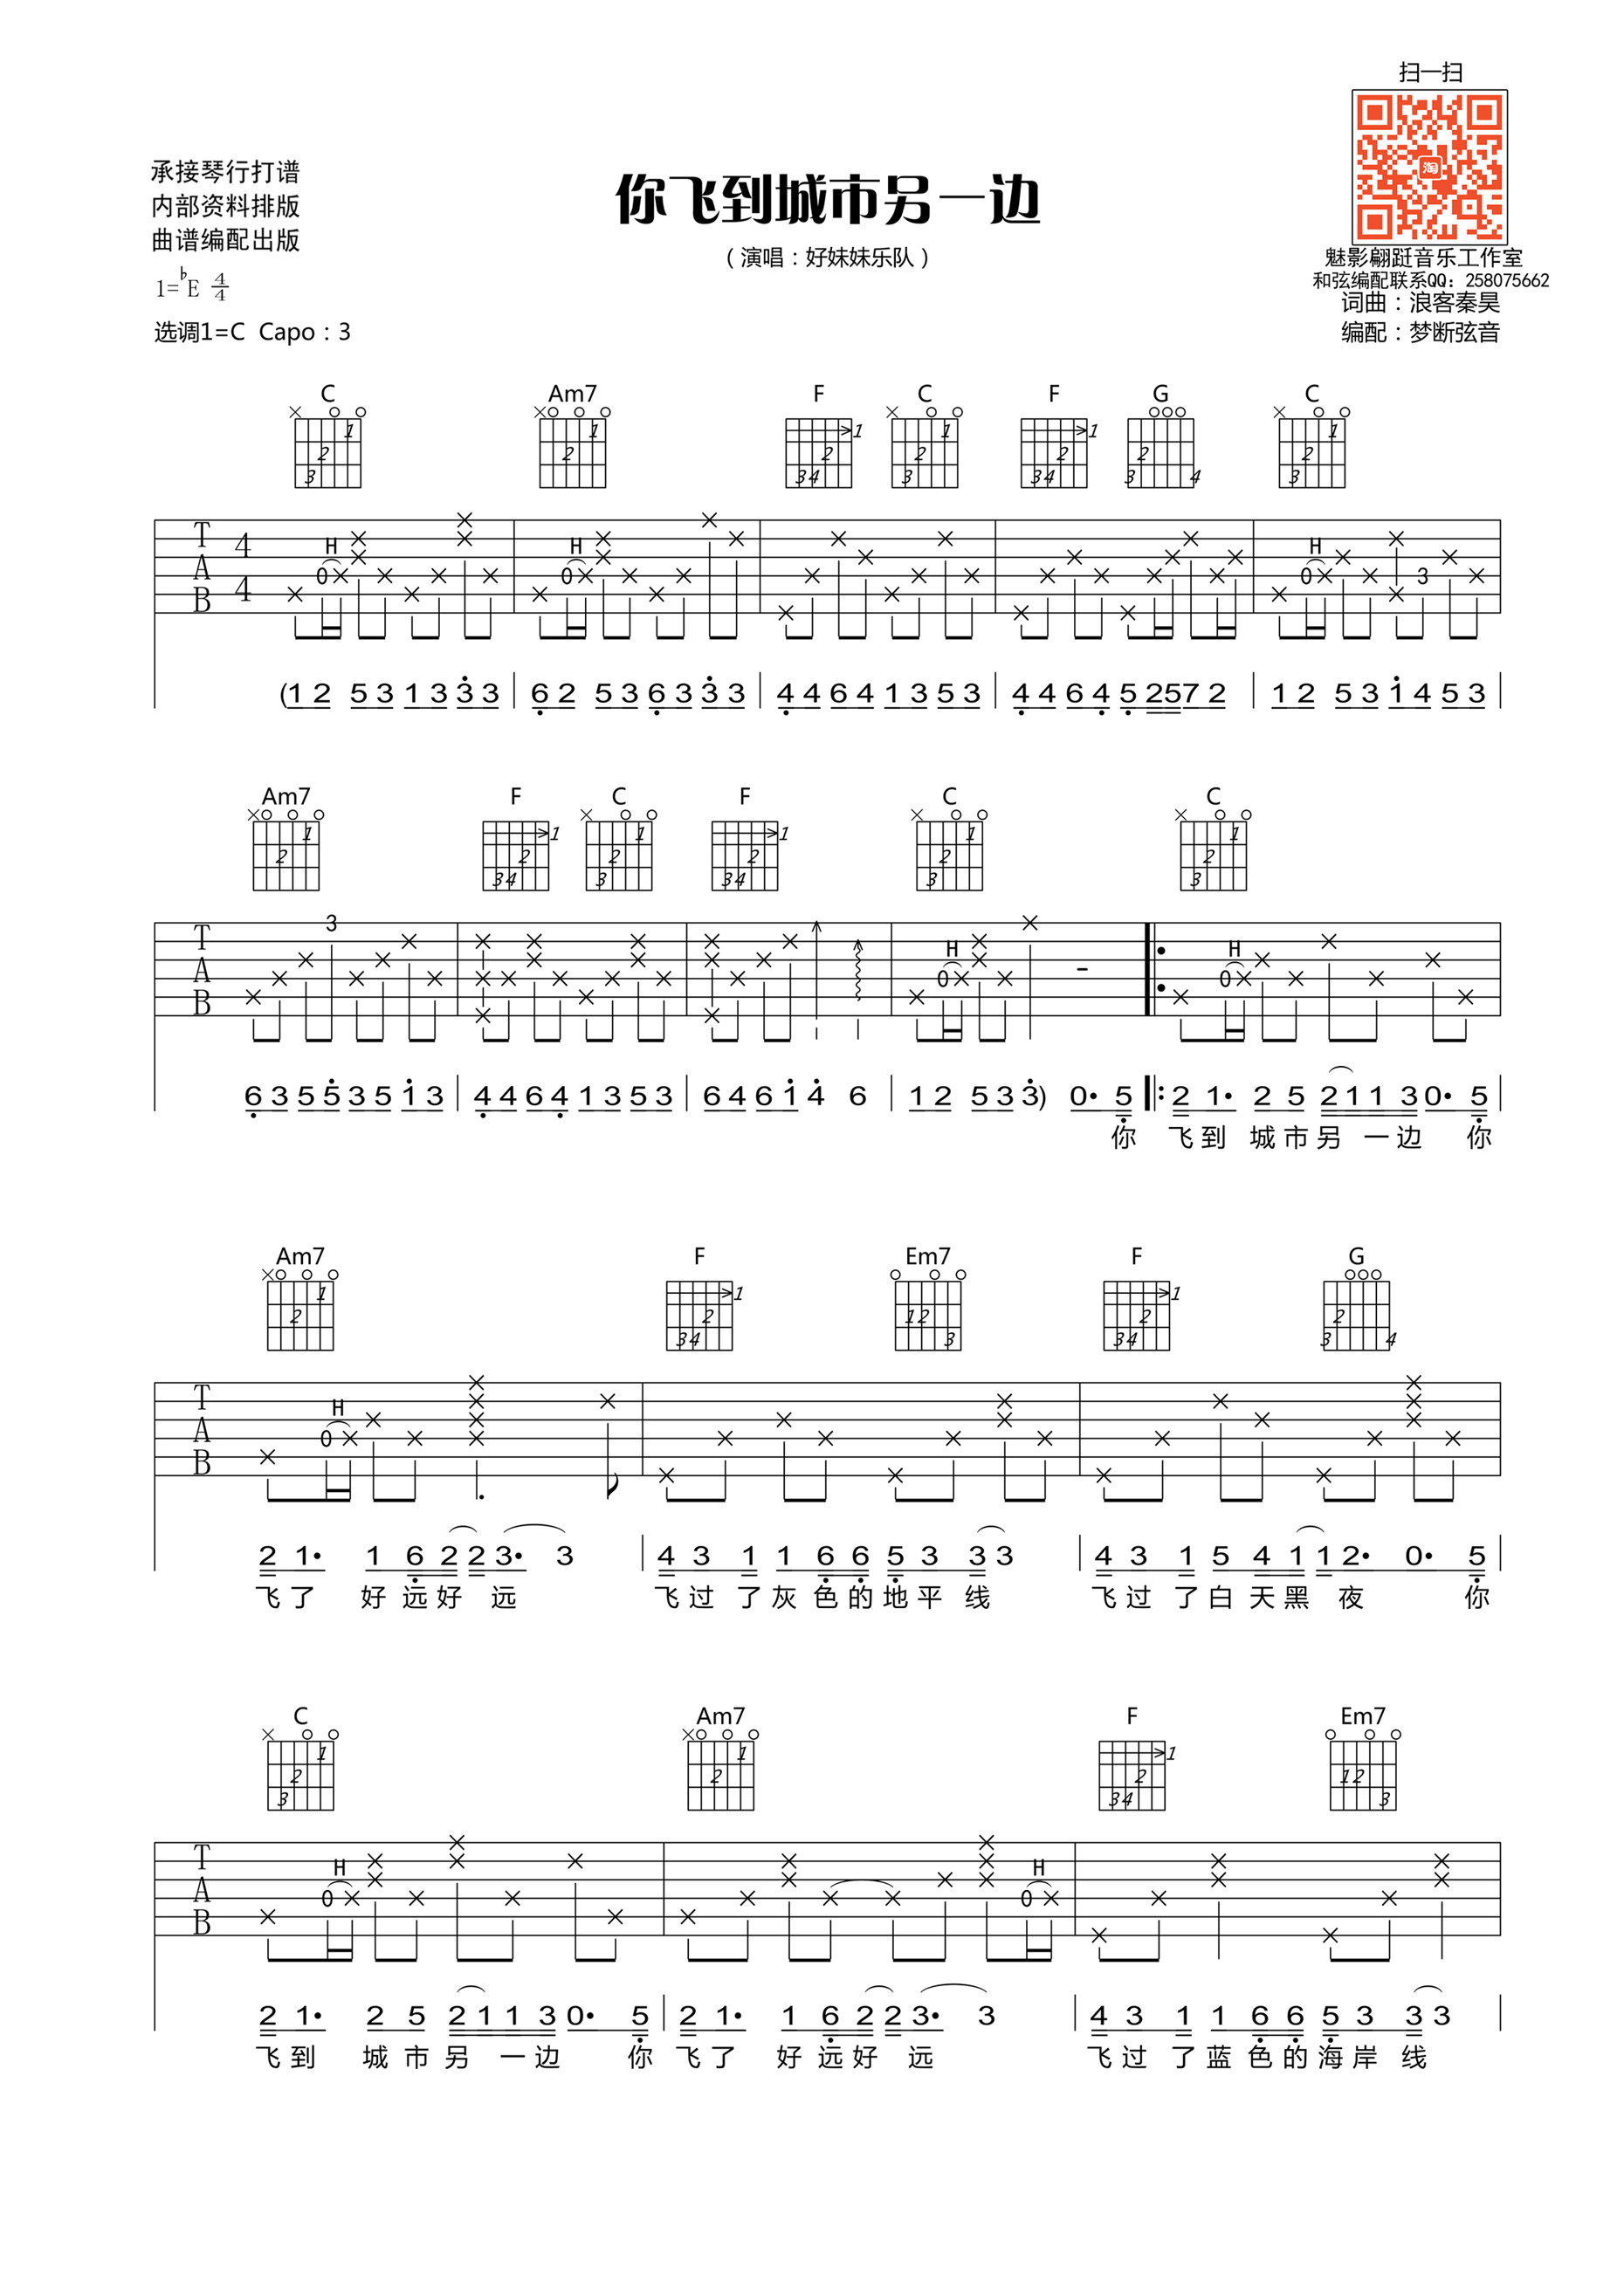 扫一扫
承接琴行打谱
内部资料排版
曲谱编配出版
你飞到城市另一边
（演唱：好妹妹乐队）
魅影翩跹音乐工作室
和弦编配联系QQ：258075662
词曲：浪客秦昊
编配：梦断弦音
1=♭E 4/4
选调1=C Capo：3
C Am7 F C F G C
T A B 4 4
H H H
0 0 0 3
(1 2 5 3 1 3 3 3 | 6 2 5 3 6 3 3 3 | 4 4 6 4 1 3 5 3 | 4 4 6 4 5 2 5 7 2 | 1 2 5 3 1 4 5 3 |
Am7 F C F C C
T A B
3 H H
0 0
6 3 5 5 3 5 1 3 | 4 4 6 4 1 3 5 3 | 6 4 6 1 4 6 | 1 2 5 3 3) 0· 5 |: 2 1· 2 5 2 1 1 3 0· 5 |
你 飞到 城市另 一边 你
Am7 F Em7 F G
T A B
H
0
2 1· 1 6 2 2 3· 3 | 4 3 1 1 6 6 5 3 3 3 | 4 3 1 5 4 1 1 2· 0· 5 |
飞了 好远好 远 飞过 了灰 色的地平 线 飞过 了白 天黑 夜 你
C Am7 F Em7
T A B
H H
0 0
2 1· 2 5 2 1 1 3 0· 5 | 2 1· 1 6 2 2 3· 3 | 4 3 1 1 6 6 5 3 3 3 |
飞到 城市另 一边 你 飞了 好远好 远 飞过 了蓝 色的海岸 线